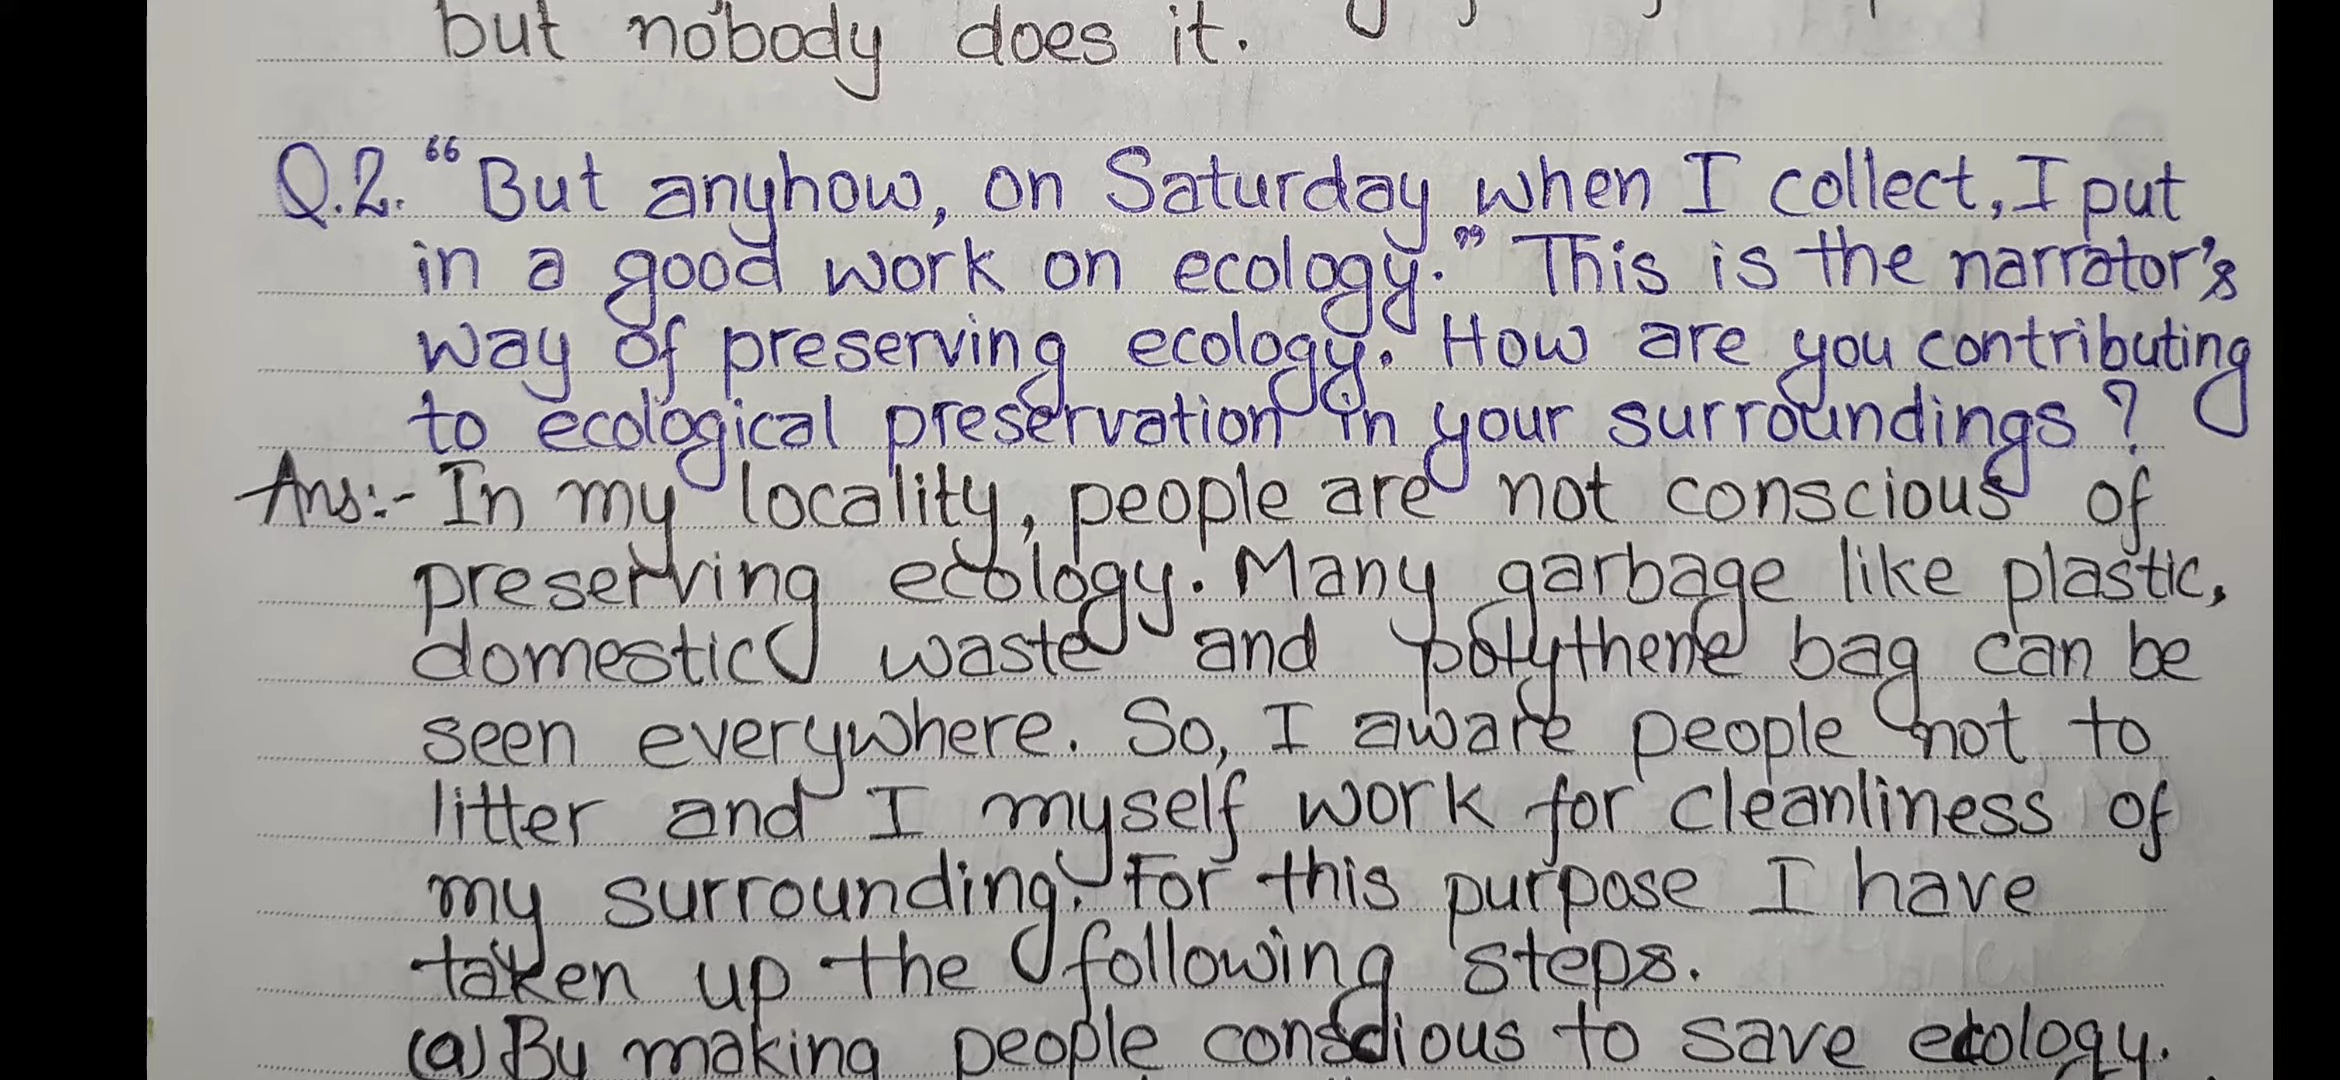 but nobody does it.
Q.2. "But anyhow, on Saturday when I collect, I put
in a good work on ecology." This is the narrator's
way of preserving ecology. How are you contributing
to ecological preservation in your surroundings?
Ans:- In my locality, people are not conscious of
preserving ecology. Many garbage like plastic,
domestic waste and polythene bag can be
seen everywhere. So, I aware people not to
litter and I myself work for cleanliness of
my surrounding. For this purpose I have
taken up the following steps.
(a) By making people conscious to save ecology.